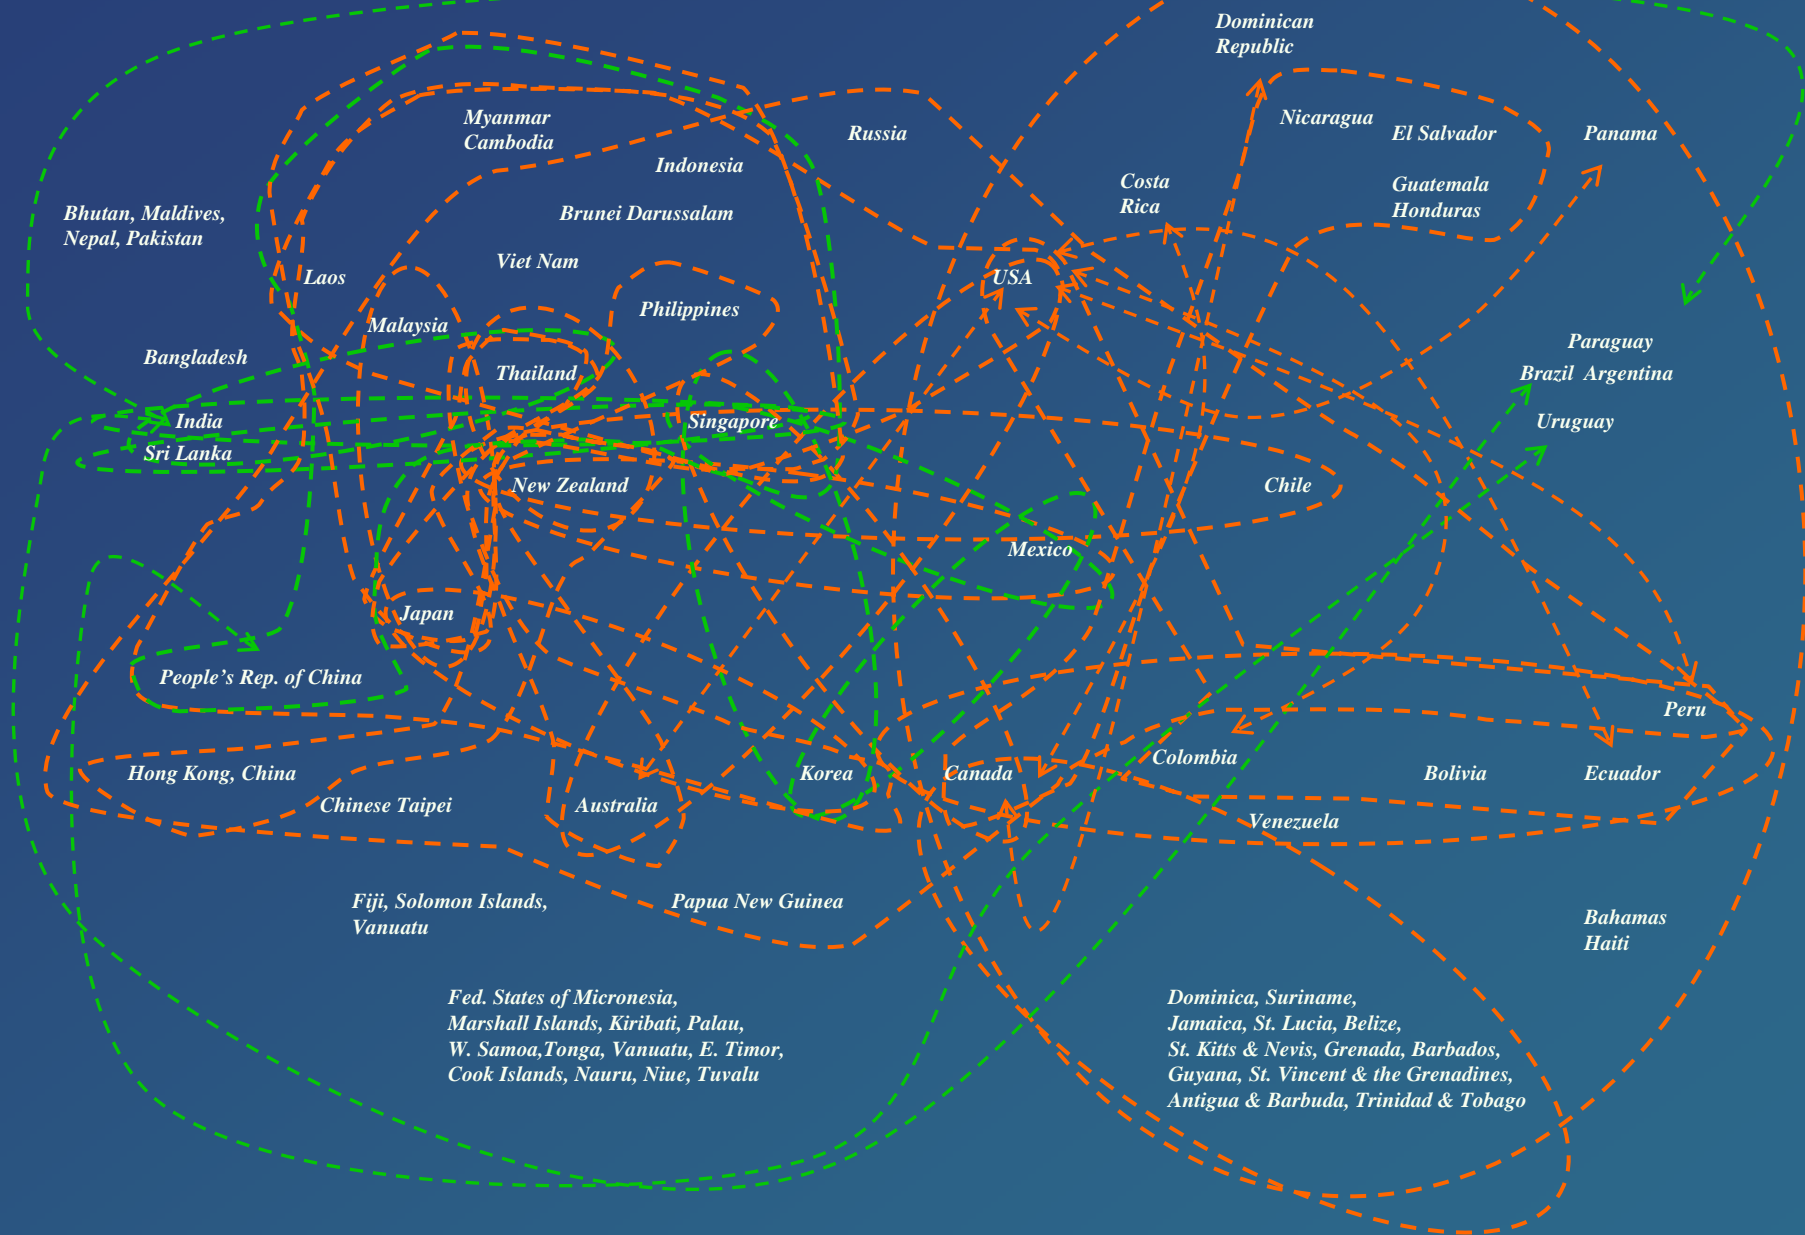 Dominican
Republic
Myanmar
Cambodia
Russia
Nicaragua
El Salvador
Panama
Indonesia
Costa
Rica
Guatemala
Honduras
Bhutan, Maldives,
Nepal, Pakistan
Brunei Darussalam
Viet Nam
Laos
USA
Philippines
Malaysia
Bangladesh
Paraguay
Thailand
Brazil Argentina
India
Singapore
Uruguay
Sri Lanka
New Zealand
Chile
Mexico
Japan
People's Rep. of China
Peru
Colombia
Hong Kong, China
Korea
Canada
Bolivia
Ecuador
Chinese Taipei
Australia
Venezuela
Fiji, Solomon Islands,
Vanuatu
Papua New Guinea
Bahamas
Haiti
Fed. States of Micronesia,
Marshall Islands, Kiribati, Palau,
W. Samoa,Tonga, Vanuatu, E. Timor,
Cook Islands, Nauru, Niue, Tuvalu
Dominica, Suriname,
Jamaica, St. Lucia, Belize,
St. Kitts & Nevis, Grenada, Barbados,
Guyana, St. Vincent & the Grenadines,
Antigua & Barbuda, Trinidad & Tobago